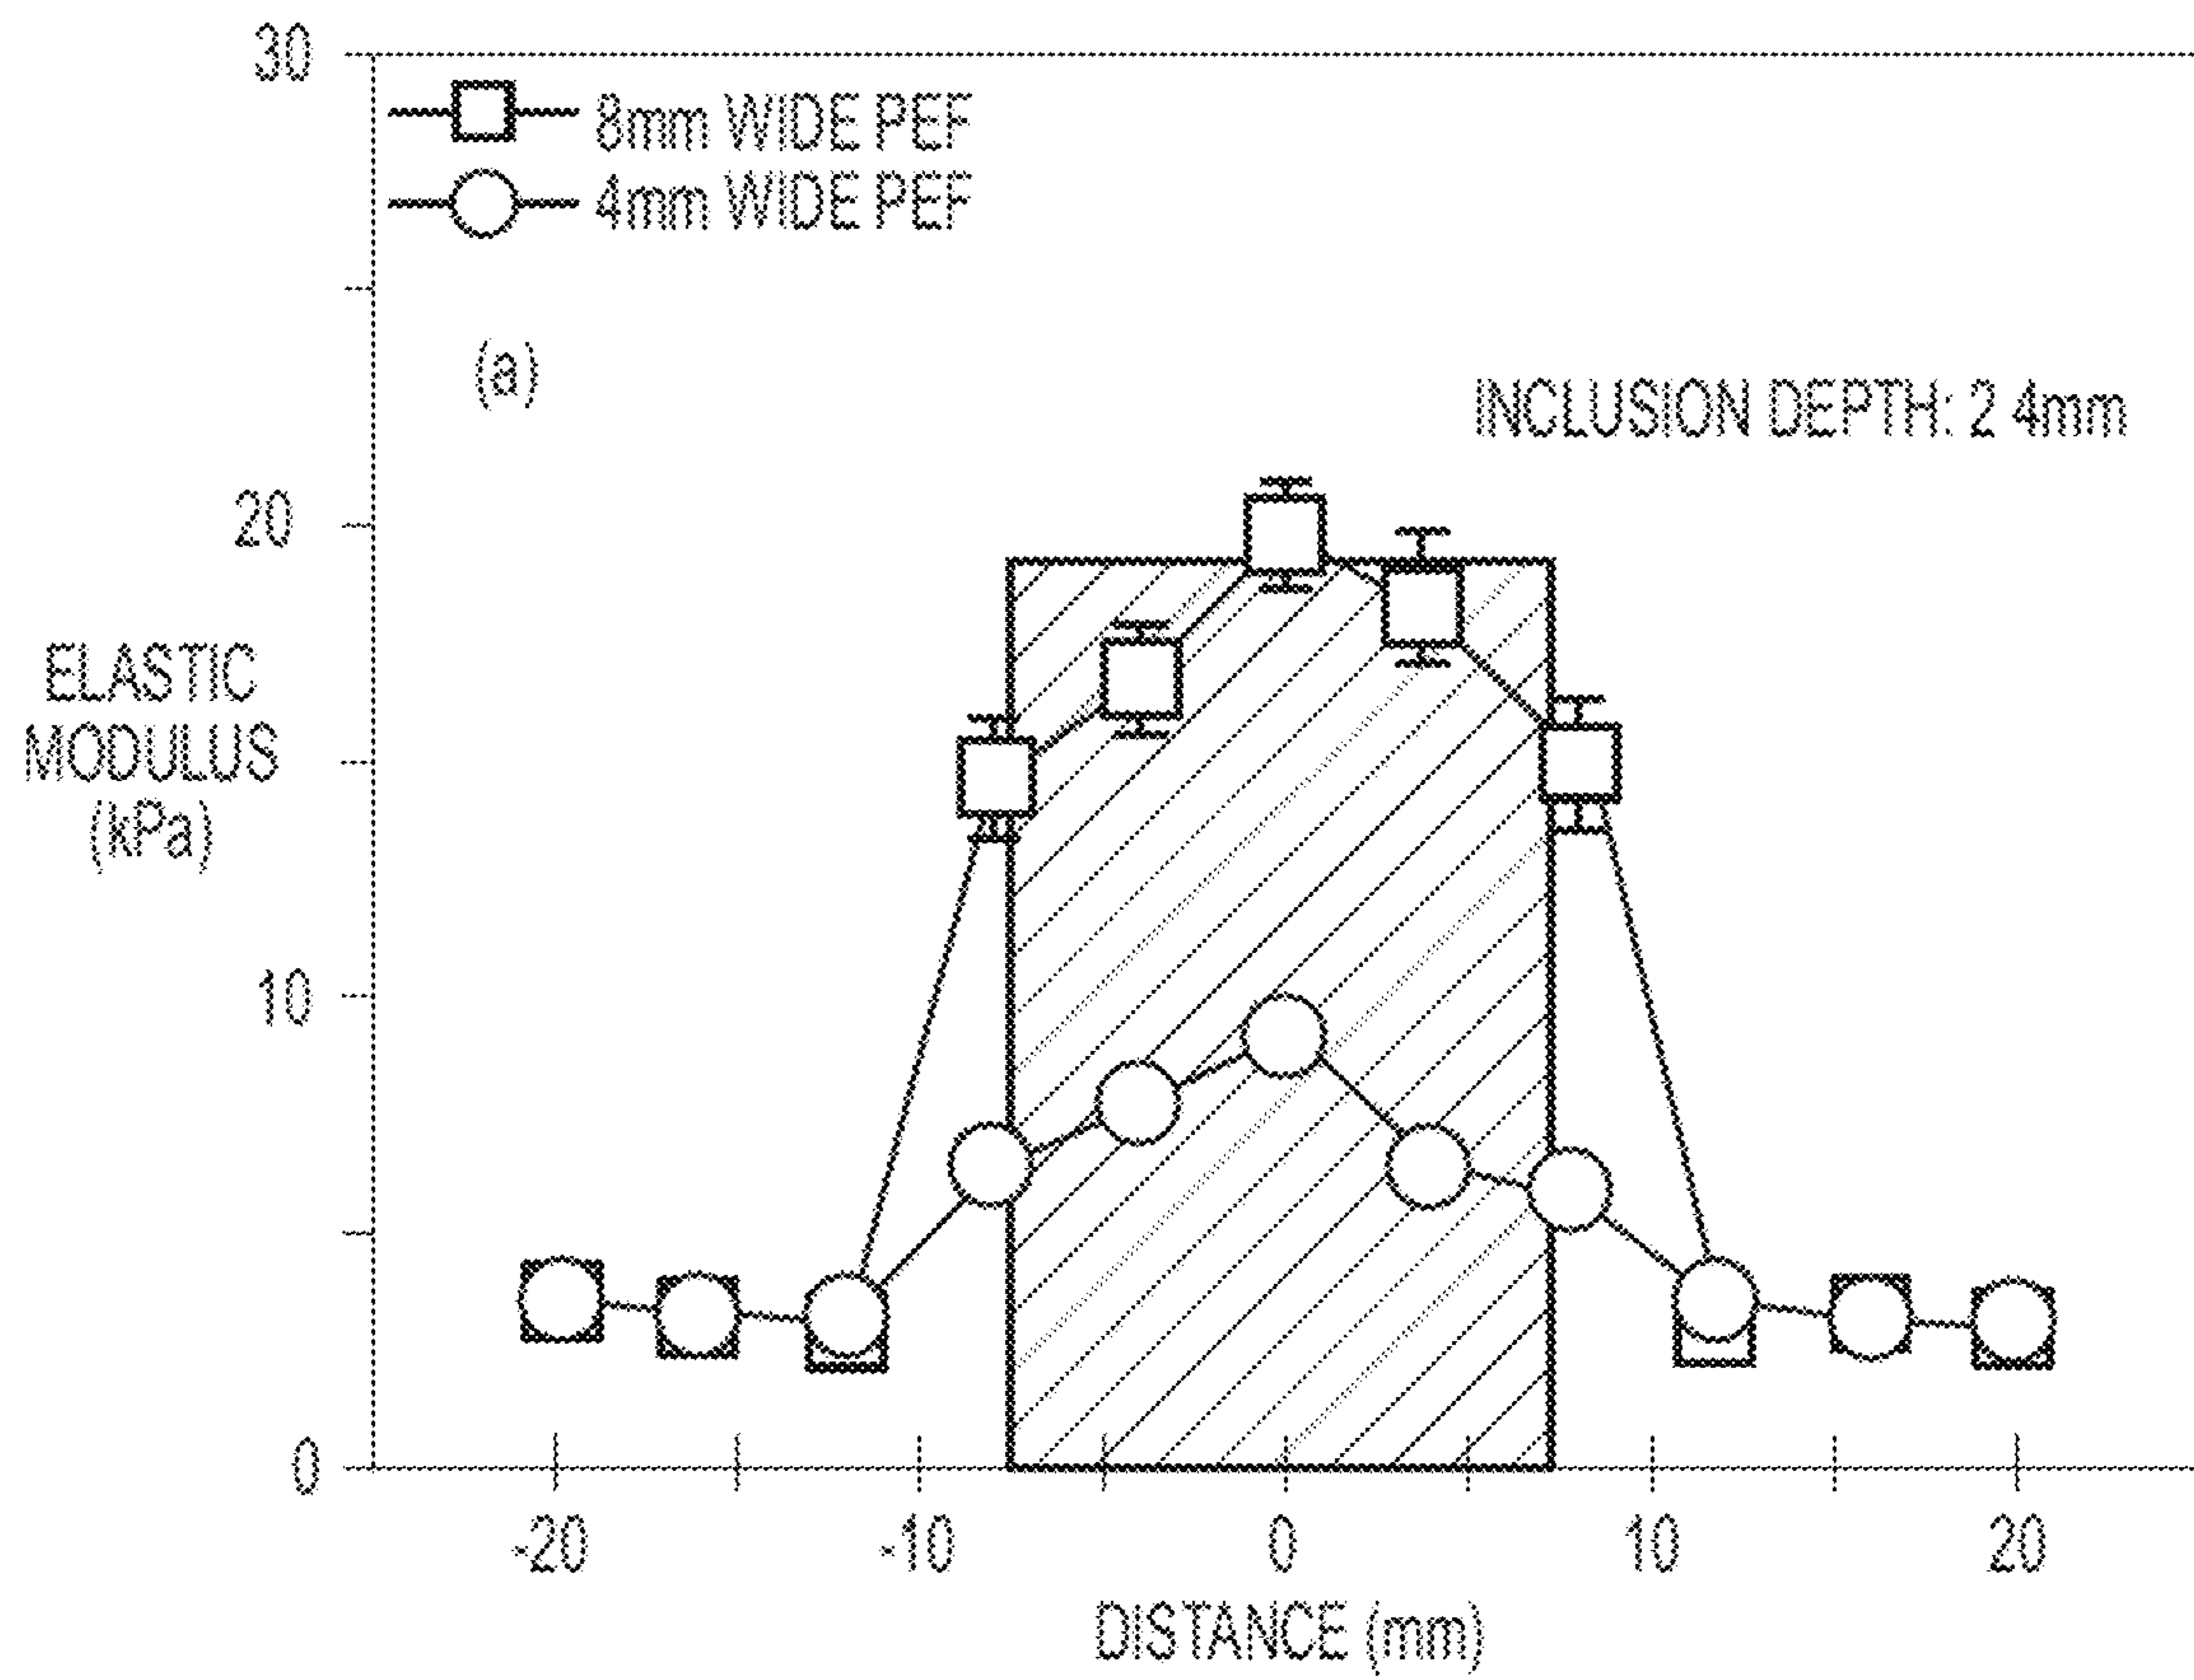 30
8mm WIDE PEF
4mm WIDE PEF
(a)
INCLUSION DEPTH: 2 4mm
20
ELASTIC
MODULUS
(kPa)
10
0
-20 -10 0 10 20
DISTANCE (mm)